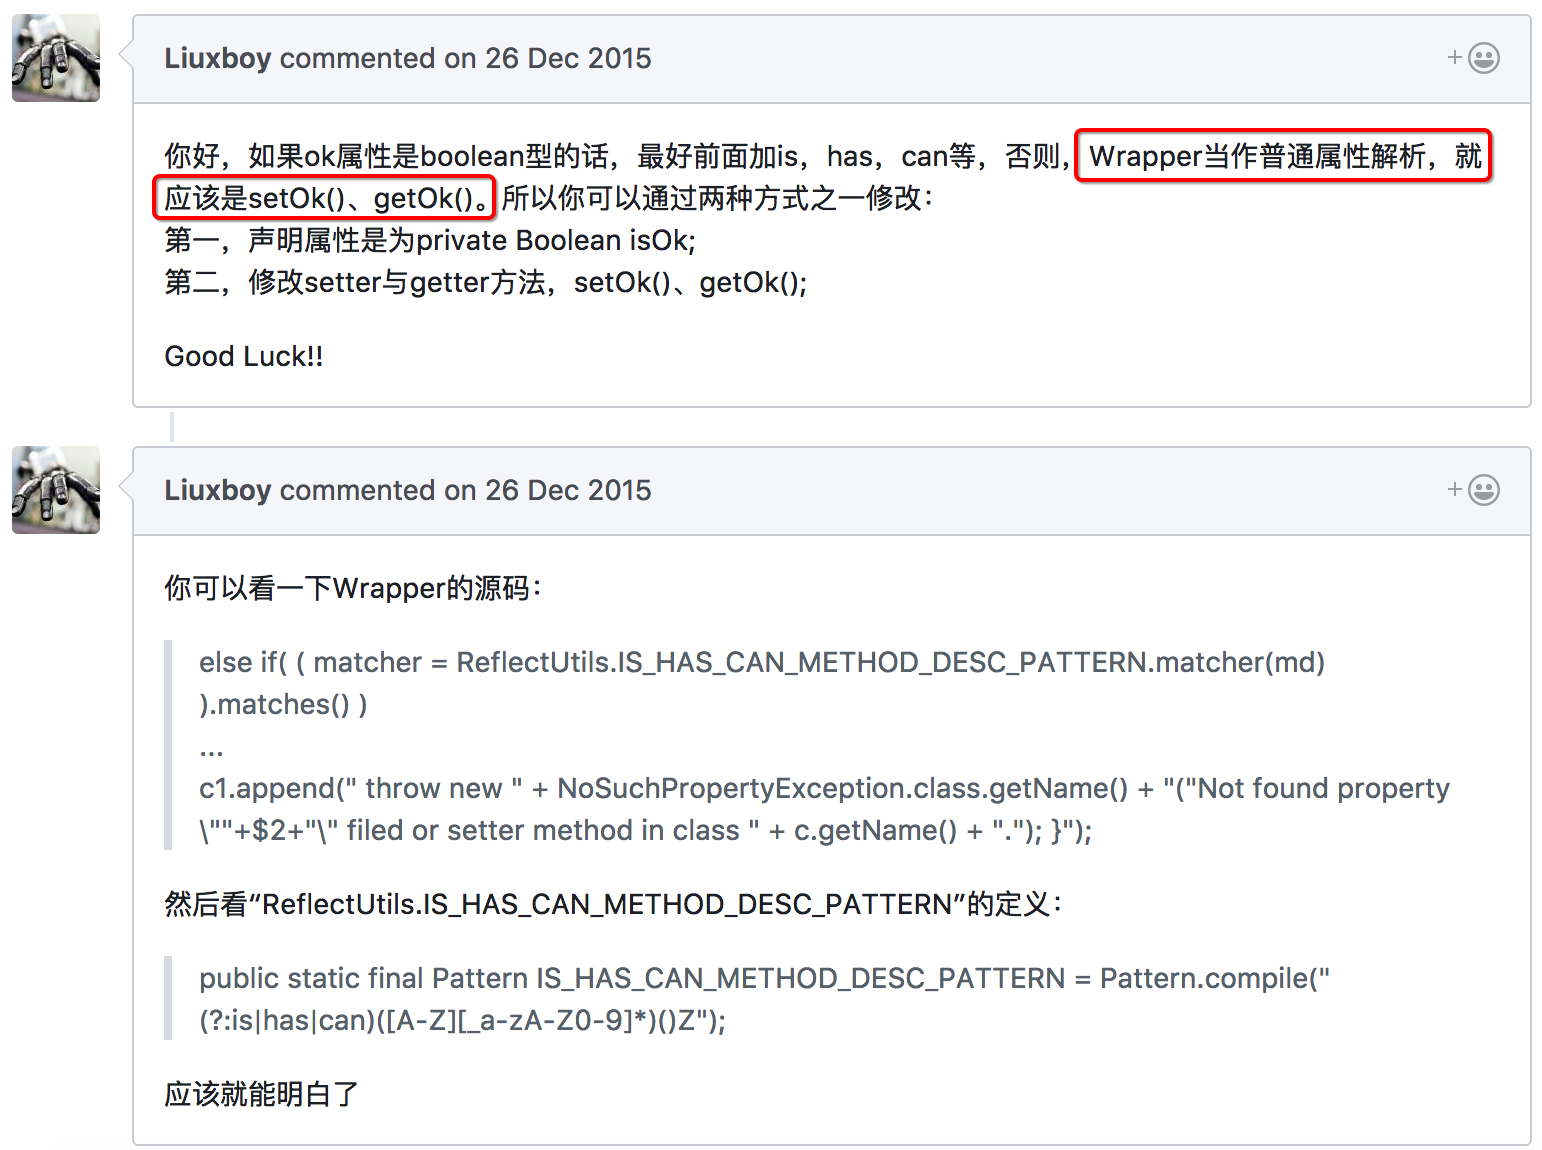 Liuxboy commented on 26 Dec 2015
你好，如果ok属性是boolean型的话，最好前面加is，has，can等，否则，Wrapper当作普通属性解析，就
应该是setOk()、getOk()。所以你可以通过两种方式之一修改：
第一，声明属性是为private Boolean isOk;
第二，修改setter与getter方法，setOk()、getOk();
Good Luck!!
Liuxboy commented on 26 Dec 2015
你可以看一下Wrapper的源码：
else if( ( matcher = ReflectUtils.IS_HAS_CAN_METHOD_DESC_PATTERN.matcher(md)
).matches() )
...
c1.append(" throw new " + NoSuchPropertyException.class.getName() + "("Not found property
\""+$2+"\" filed or setter method in class " + c.getName() + "."); }");
然后看“ReflectUtils.IS_HAS_CAN_METHOD_DESC_PATTERN”的定义：
public static final Pattern IS_HAS_CAN_METHOD_DESC_PATTERN = Pattern.compile("
(?:is|has|can)([A-Z][_a-zA-Z0-9]*)()Z");
应该就能明白了